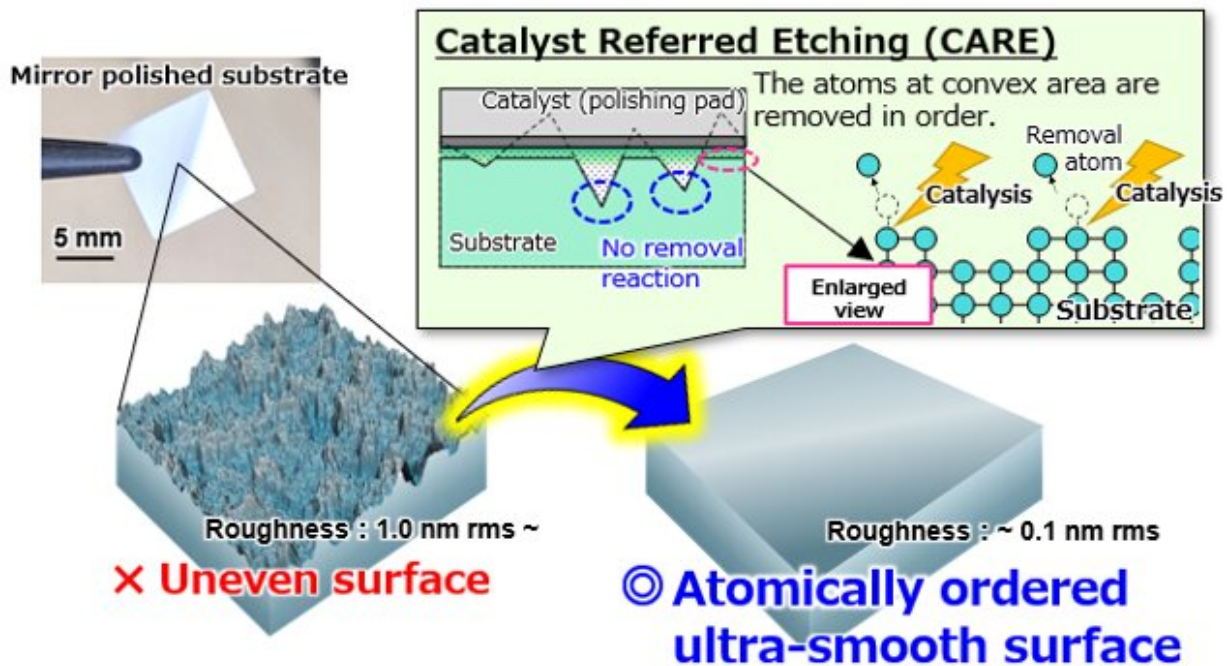 Catalyst Referred Etching (CARE)
Mirror polished substrate
5 mm
Catalyst (polishing pad)
Substrate
No removal
reaction
The atoms at convex area are
removed in order.
Removal
atom
Catalysis
Catalysis
Enlarged
view
Substrate
Roughness : 1.0 nm rms ~
× Uneven surface
Roughness : ~ 0.1 nm rms
◎ Atomically ordered
ultra-smooth surface